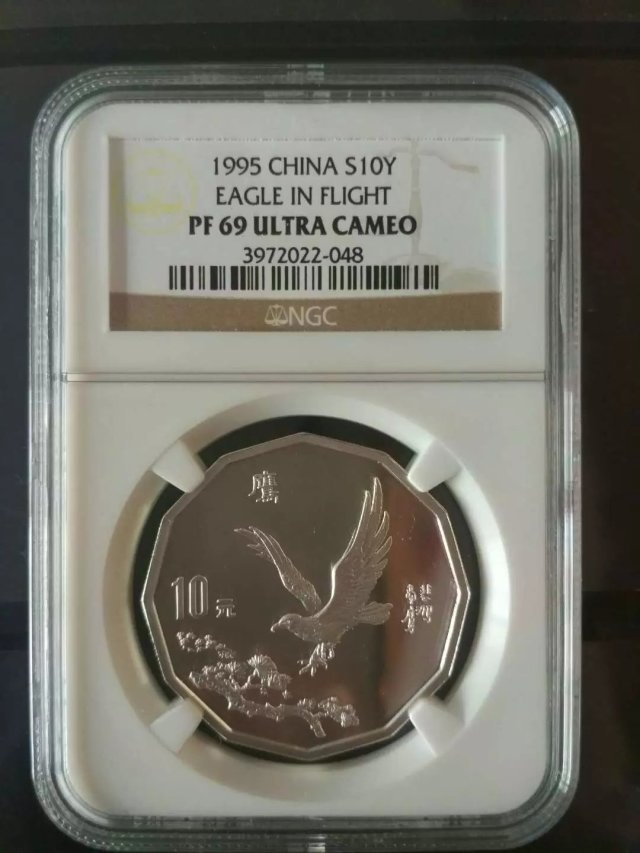 1995 CHINA S10Y
EAGLE IN FLIGHT
PF 69 ULTRA CAMEO
3972022-048
NGC
鹰
10元